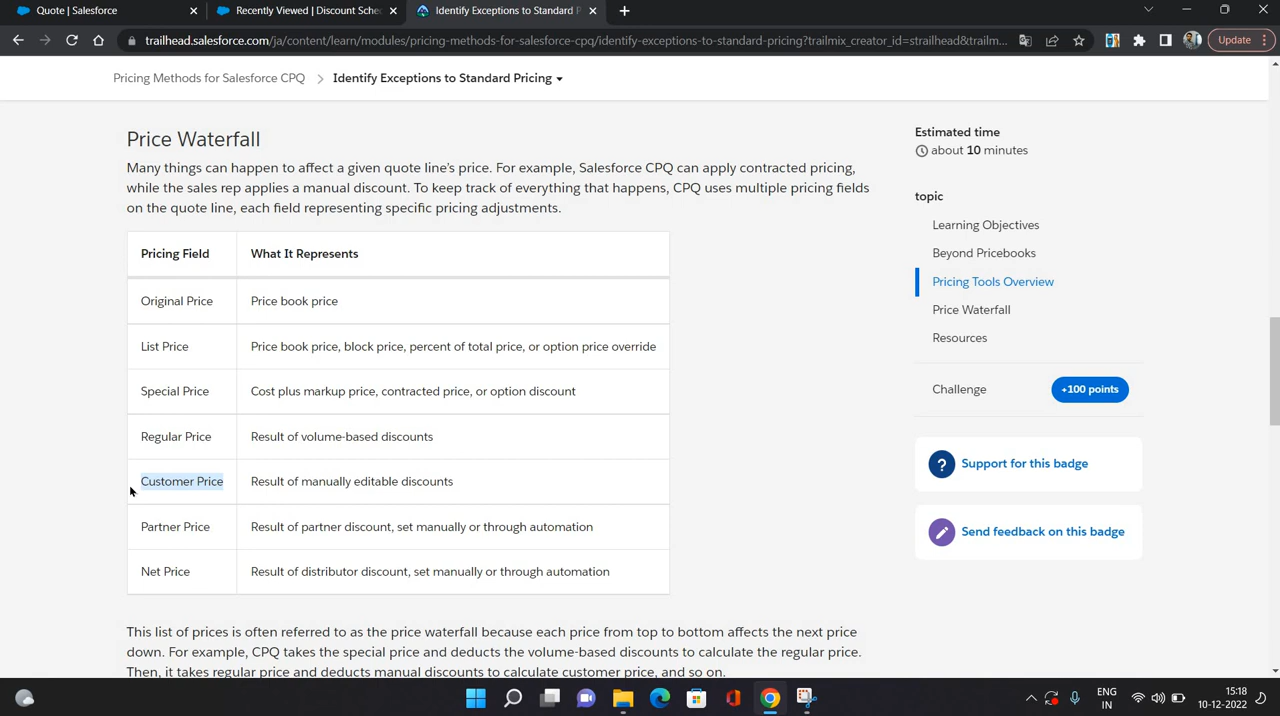 Quote | Salesforce
Recently Viewed | Discount Sche
Identify Exceptions to Standard P
trailhead.salesforce.com/ja/content/learn/modules/pricing-methods-for-salesforce-cpq/identify-exceptions-to-standard-pricing?trailmix_creator_id=strailhead&trailm...
Update
Pricing Methods for Salesforce CPQ
Identify Exceptions to Standard Pricing
Price Waterfall
Many things can happen to affect a given quote line's price. For example, Salesforce CPQ can apply contracted pricing,
while the sales rep applies a manual discount. To keep track of everything that happens, CPQ uses multiple pricing fields
on the quote line, each field representing specific pricing adjustments.
Pricing Field What It Represents
Original Price Price book price
List Price Price book price, block price, percent of total price, or option price override
Special Price Cost plus markup price, contracted price, or option discount
Regular Price Result of volume-based discounts
Customer Price Result of manually editable discounts
Partner Price Result of partner discount, set manually or through automation
Net Price Result of distributor discount, set manually or through automation
This list of prices is often referred to as the price waterfall because each price from top to bottom affects the next price
down. For example, CPQ takes the special price and deducts the volume-based discounts to calculate the regular price.
Then, it takes regular price and deducts manual discounts to calculate customer price, and so on.
Estimated time
about 10 minutes
topic
Learning Objectives
Beyond Pricebooks
Pricing Tools Overview
Price Waterfall
Resources
Challenge +100 points
Support for this badge
Send feedback on this badge
ENG
IN
15:18
10-12-2022